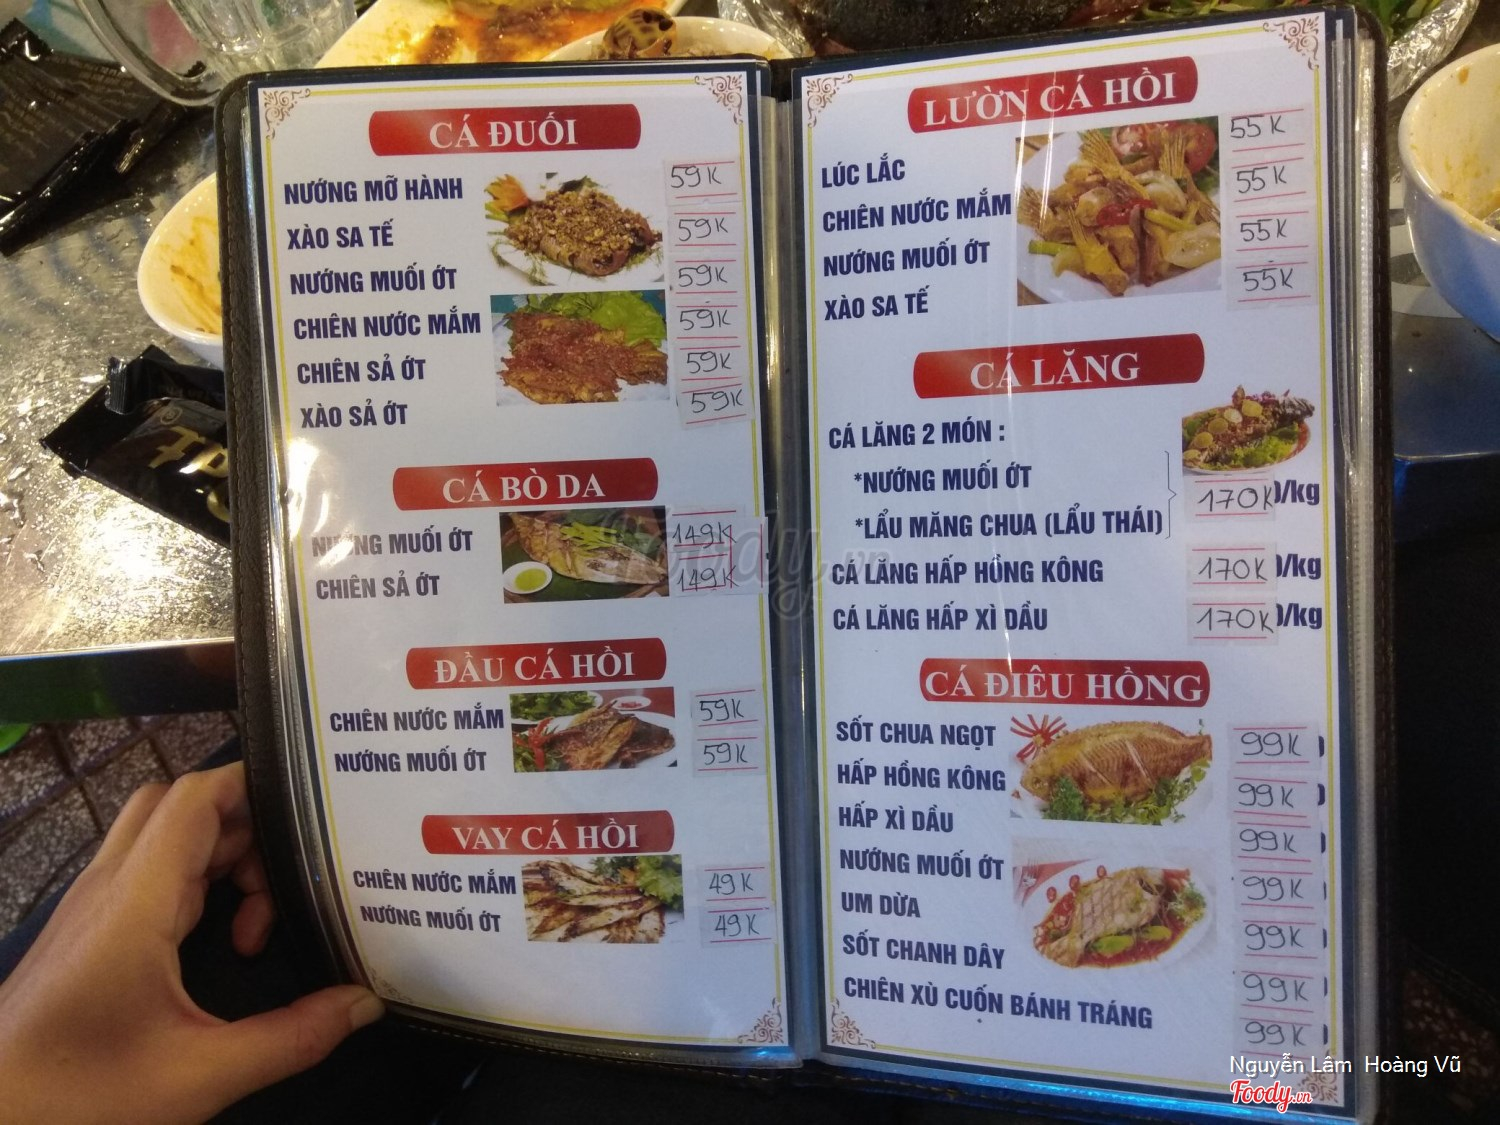 CÁ ĐUỐI
NƯỚNG MỠ HÀNH 59K
XÀO SA TẾ 59K
NƯỚNG MUỐI ỚT 59K
CHIÊN NƯỚC MẮM 59K
CHIÊN SẢ ỚT 59K
XÀO SẢ ỚT 59K
CÁ BÒ DA
NƯỚNG MUỐI ỚT 149K
CHIÊN SẢ ỚT 149K
ĐẦU CÁ HỒI
CHIÊN NƯỚC MẮM 59K
NƯỚNG MUỐI ỚT 59K
VAY CÁ HỒI
CHIÊN NƯỚC MẮM 49K
NƯỚNG MUỐI ỚT 49K
LƯỜN CÁ HỒI
LÚC LẮC 55K
CHIÊN NƯỚC MẮM 55K
NƯỚNG MUỐI ỚT 55K
XÀO SA TẾ 55K
CÁ LĂNG
CÁ LĂNG 2 MÓN :
*NƯỚNG MUỐI ỚT 170K/kg
*LẨU MĂNG CHUA (LẨU THÁI)
CÁ LĂNG HẤP HỒNG KÔNG 170K/kg
CÁ LĂNG HẤP XÌ DẦU 170K/kg
CÁ ĐIÊU HỒNG
SỐT CHUA NGỌT 99K
HẤP HỒNG KÔNG 99K
HẤP XÌ DẦU 99K
NƯỚNG MUỐI ỚT 99K
UM DỪA 99K
SỐT CHANH DÂY 99K
CHIÊN XÙ CUỐN BÁNH TRÁNG 99K
Foody.vn
Nguyễn Lâm Hoàng Vũ
Foody.vn